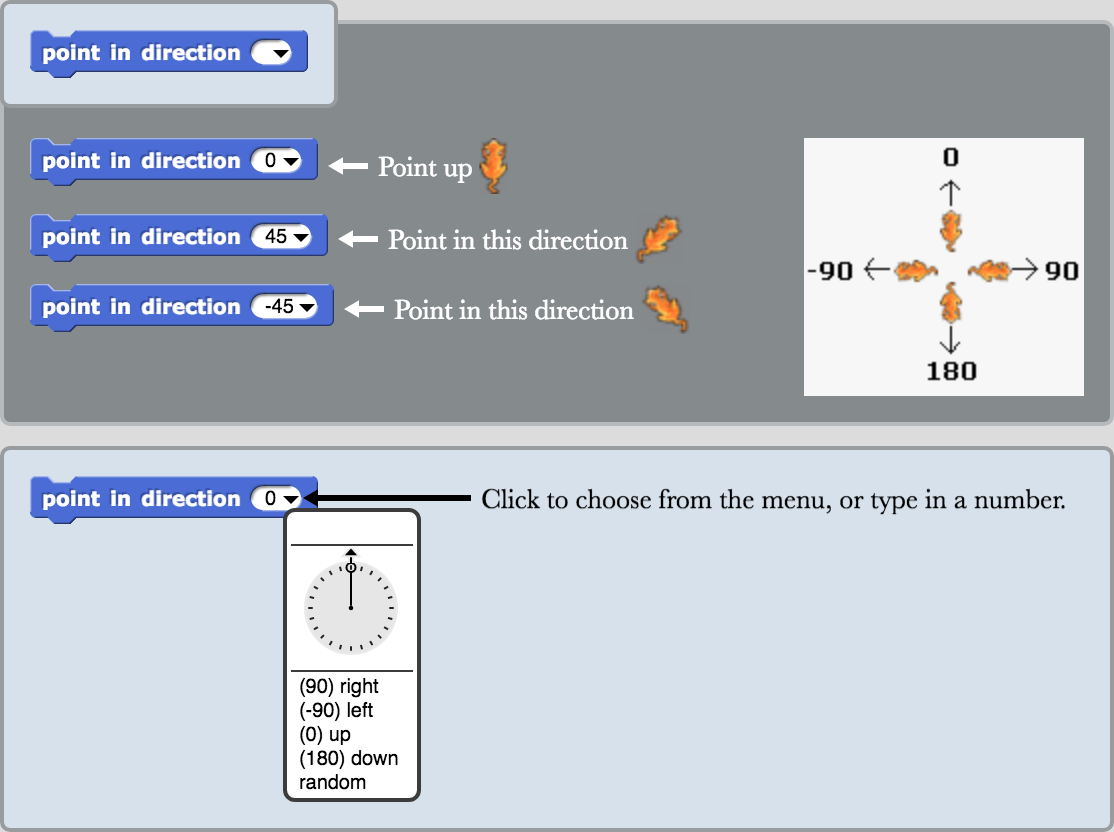 point in direction
point in direction 0
Point up
point in direction 45
Point in this direction
point in direction -45
Point in this direction
0
-90
90
180
point in direction 0
Click to choose from the menu, or type in a number.
(90) right
(-90) left
(0) up
(180) down
random